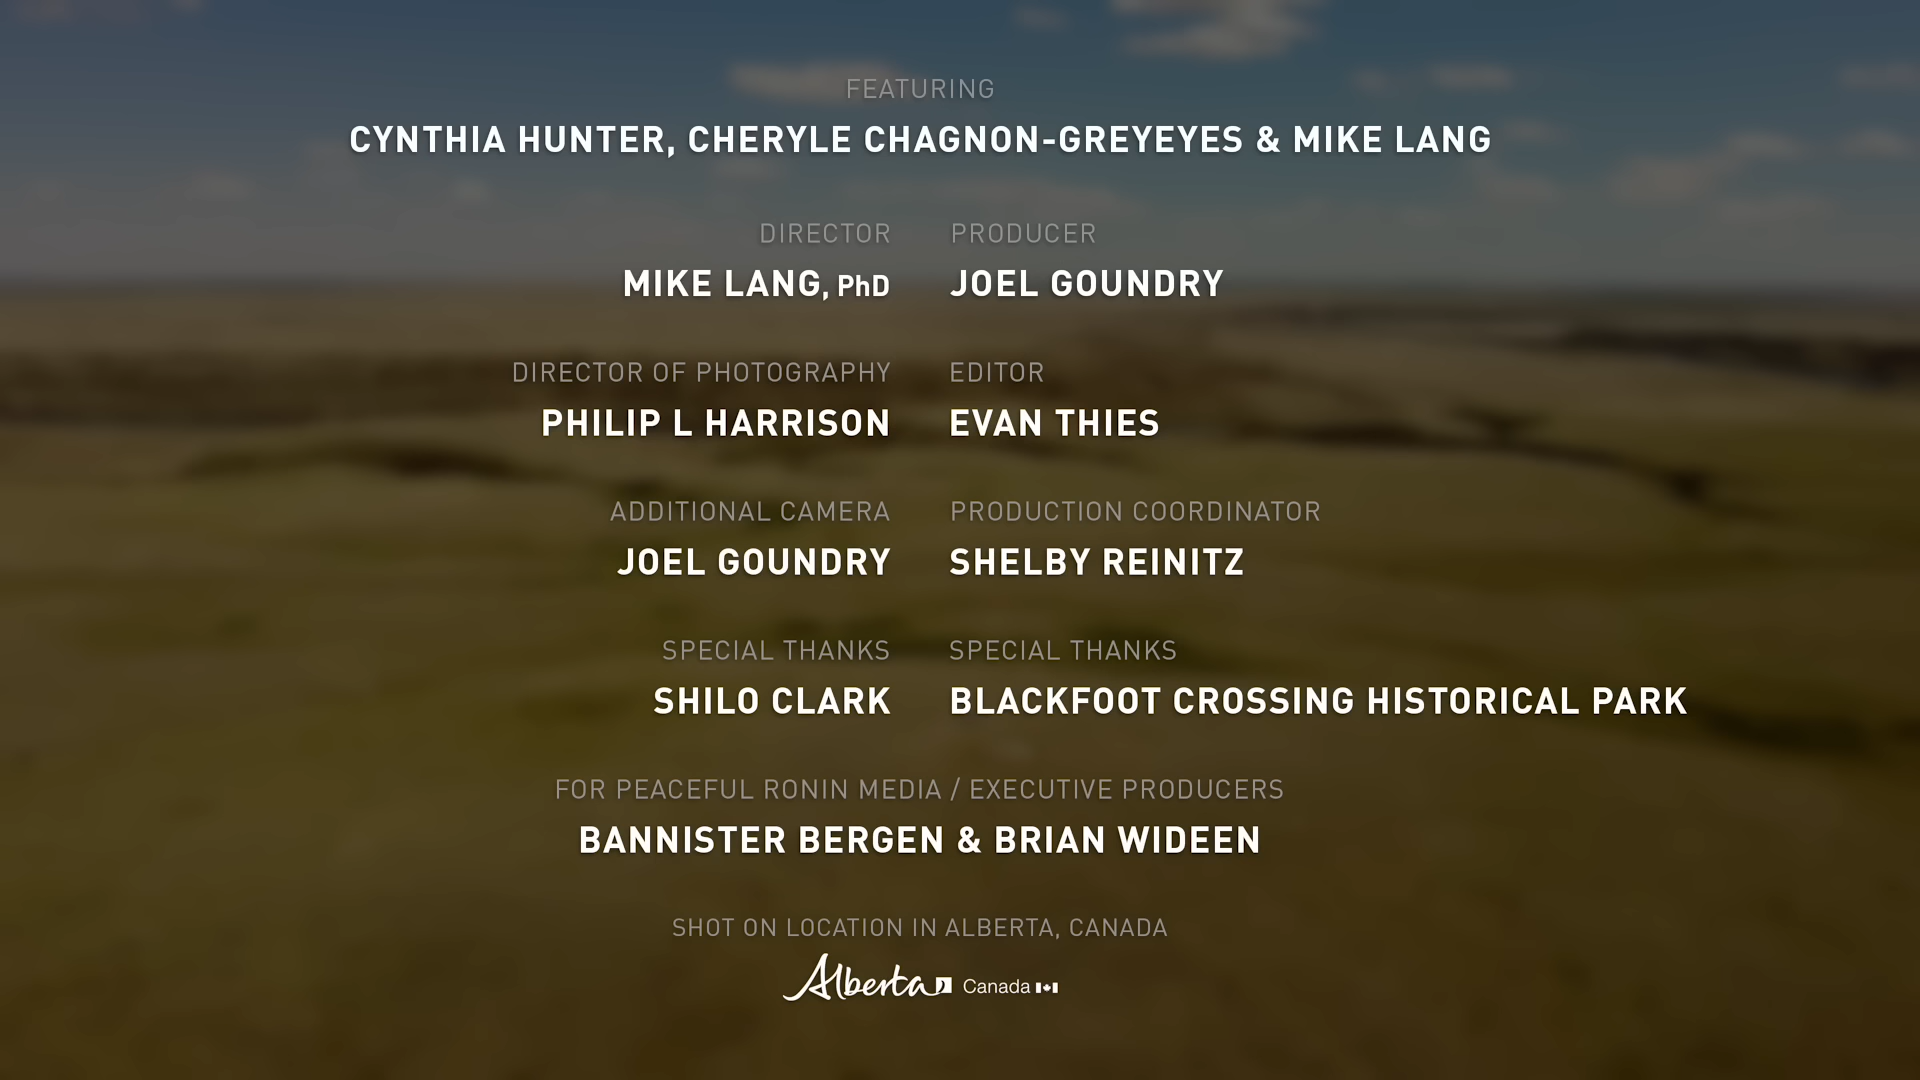 FEATURING
CYNTHIA HUNTER, CHERYLE CHAGNON-GREYEYES & MIKE LANG
DIRECTOR
MIKE LANG, PhD
PRODUCER
JOEL GOUNDRY
DIRECTOR OF PHOTOGRAPHY
PHILIP L HARRISON
EDITOR
EVAN THIES
ADDITIONAL CAMERA
JOEL GOUNDRY
PRODUCTION COORDINATOR
SHELBY REINITZ
SPECIAL THANKS
SHILO CLARK
SPECIAL THANKS
BLACKFOOT CROSSING HISTORICAL PARK
FOR PEACEFUL RONIN MEDIA / EXECUTIVE PRODUCERS
BANNISTER BERGEN & BRIAN WIDEEN
SHOT ON LOCATION IN ALBERTA, CANADA
Alberta Canada